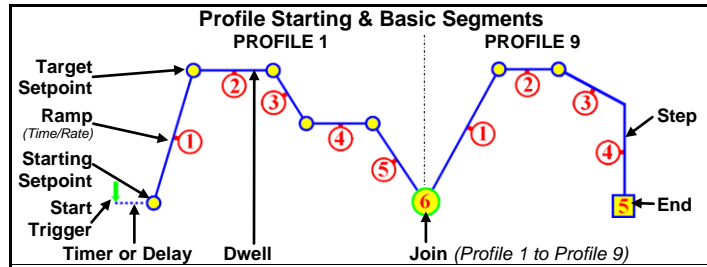 Profile Starting & Basic Segments
PROFILE 1
PROFILE 9
Target
Setpoint
Ramp
(Time/Rate)
Starting
Setpoint
Start
Trigger
Timer or Delay
Dwell
Join (Profile 1 to Profile 9)
Step
End
1
2
3
4
5
6
1
2
3
4
5